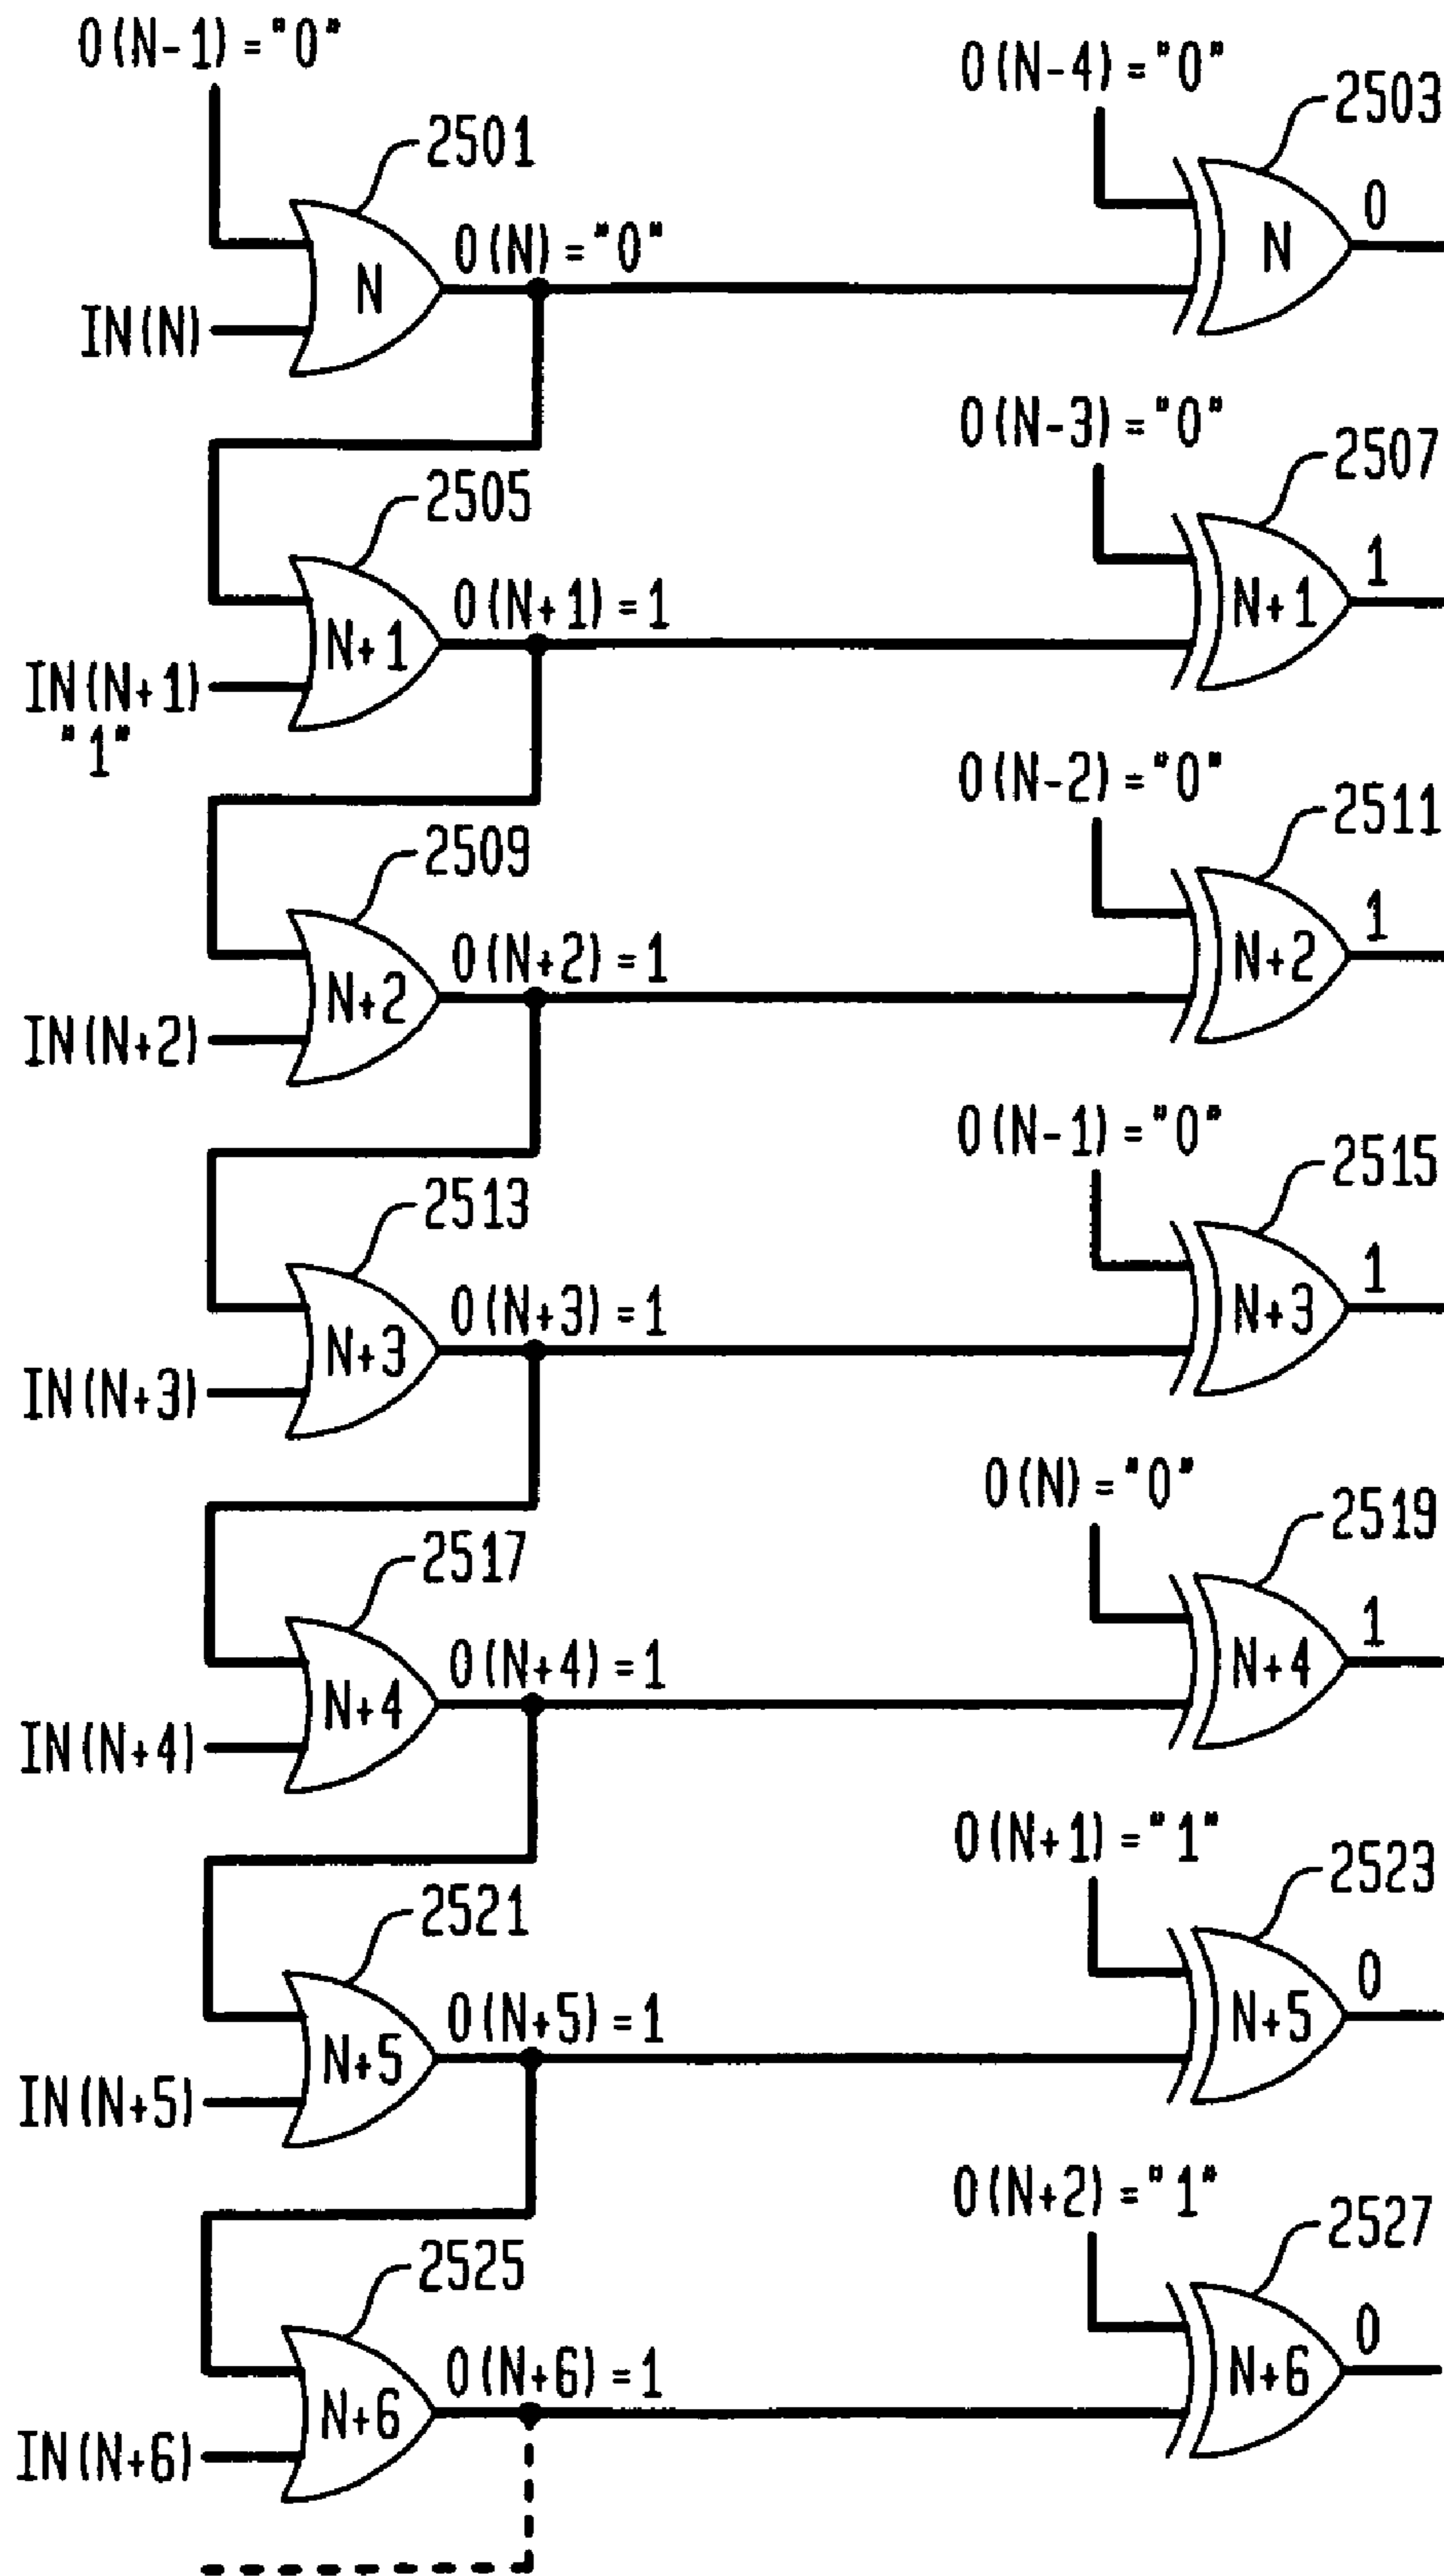 0(N-1) = "0"
0(N-4) = "0"
2503
2501
0
0(N) = "0"
N
N
IN(N)
0(N-3) = "0"
2507
2505
1
0(N+1) = 1
N+1
N+1
IN(N+1)
"1"
0(N-2) = "0"
2511
2509
1
0(N+2) = 1
N+2
N+2
IN(N+2)
0(N-1) = "0"
2515
2513
1
0(N+3) = 1
N+3
N+3
IN(N+3)
0(N) = "0"
2519
2517
1
0(N+4) = 1
N+4
N+4
IN(N+4)
0(N+1) = "1"
2523
2521
0
0(N+5) = 1
N+5
N+5
IN(N+5)
0(N+2) = "1"
2527
2525
0
0(N+6) = 1
N+6
N+6
IN(N+6)